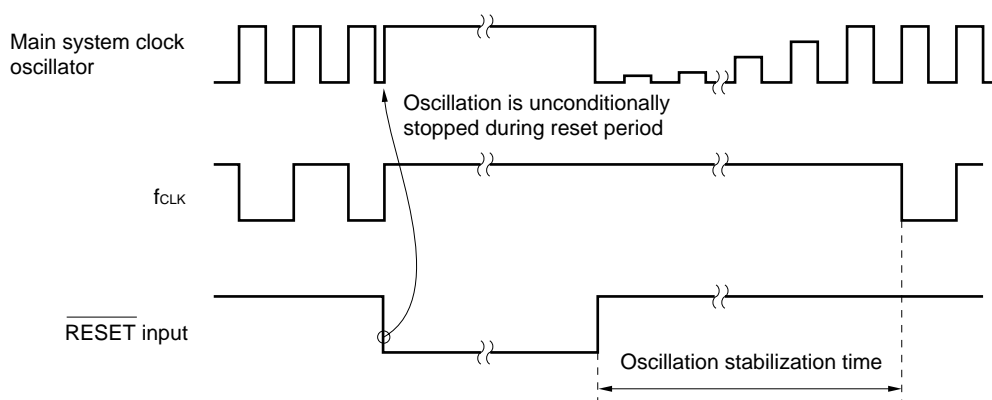 Main system clock
oscillator
Oscillation is unconditionally
stopped during reset period
fCLK
RESET input
Oscillation stabilization time